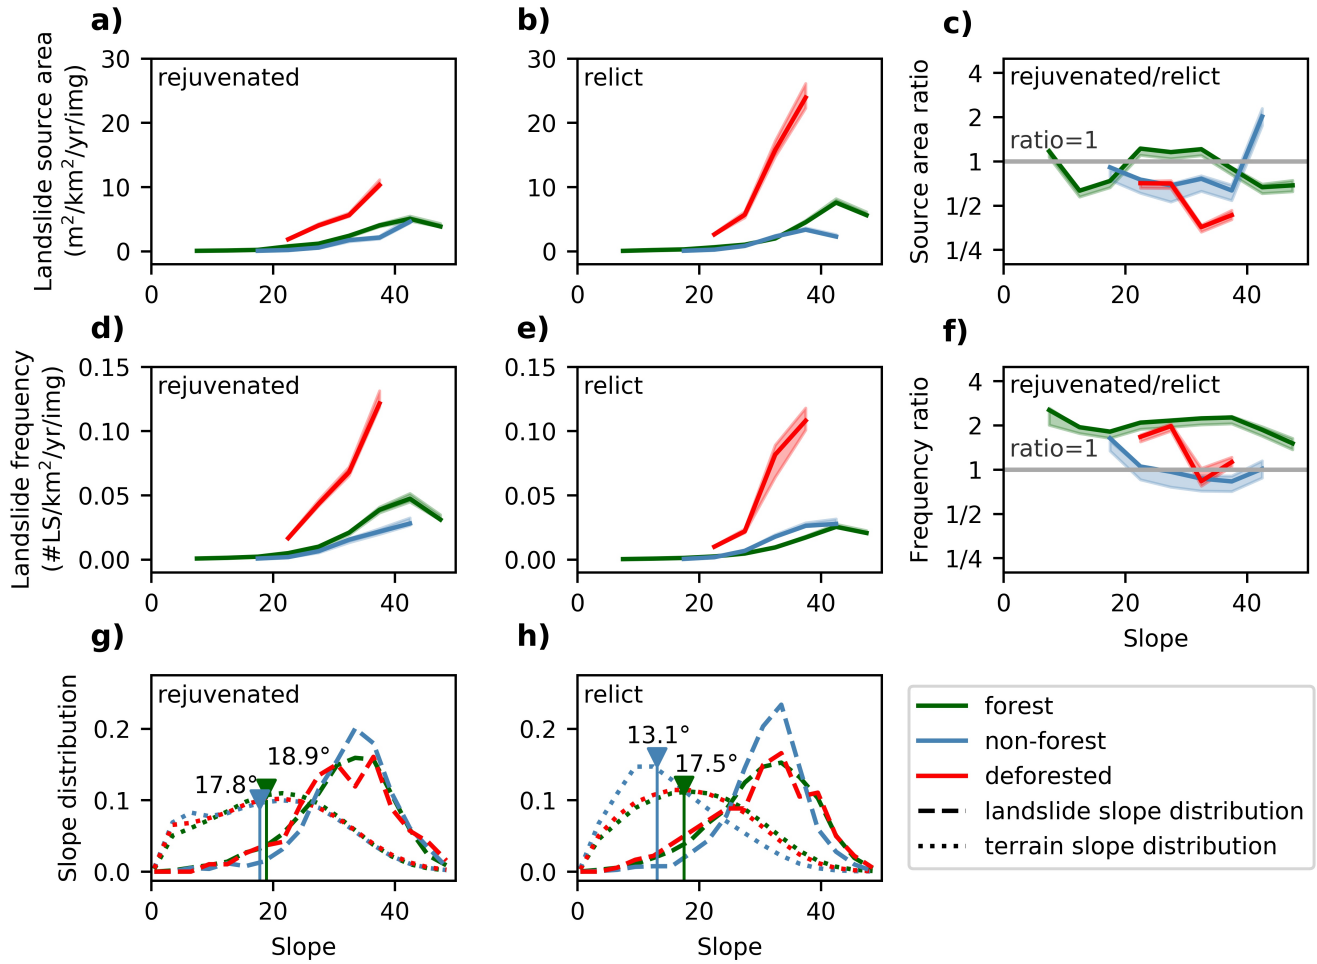 a)
b)
c)
Landslide source area
(m²/km²/yr/img)
30
20
10
0
rejuvenated
0
20
40
30
20
10
0
relict
0
20
40
Source area ratio
4
2
1
1/2
1/4
rejuvenated/relict
ratio=1
0
20
40
d)
e)
f)
Landslide frequency
(#LS/km²/yr/img)
0.15
0.10
0.05
0.00
rejuvenated
0
20
40
0.15
0.10
0.05
0.00
relict
0
20
40
Frequency ratio
4
2
1
1/2
1/4
rejuvenated/relict
ratio=1
0
20
40
Slope
g)
h)
Slope distribution
0.2
0.1
0.0
rejuvenated
18.9°
17.8°
0
20
40
Slope
0.2
0.1
0.0
relict
13.1°
17.5°
0
20
40
Slope
forest
non-forest
deforested
landslide slope distribution
terrain slope distribution